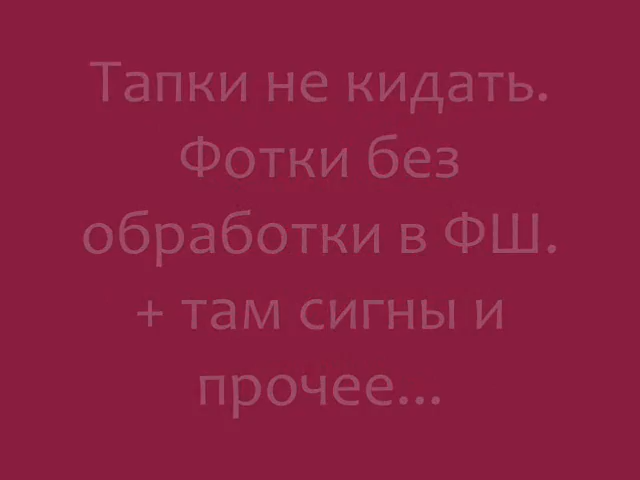 Тапки не кидать.
Фотки без
обработки в ФШ.
+ там сигны и
прочее...